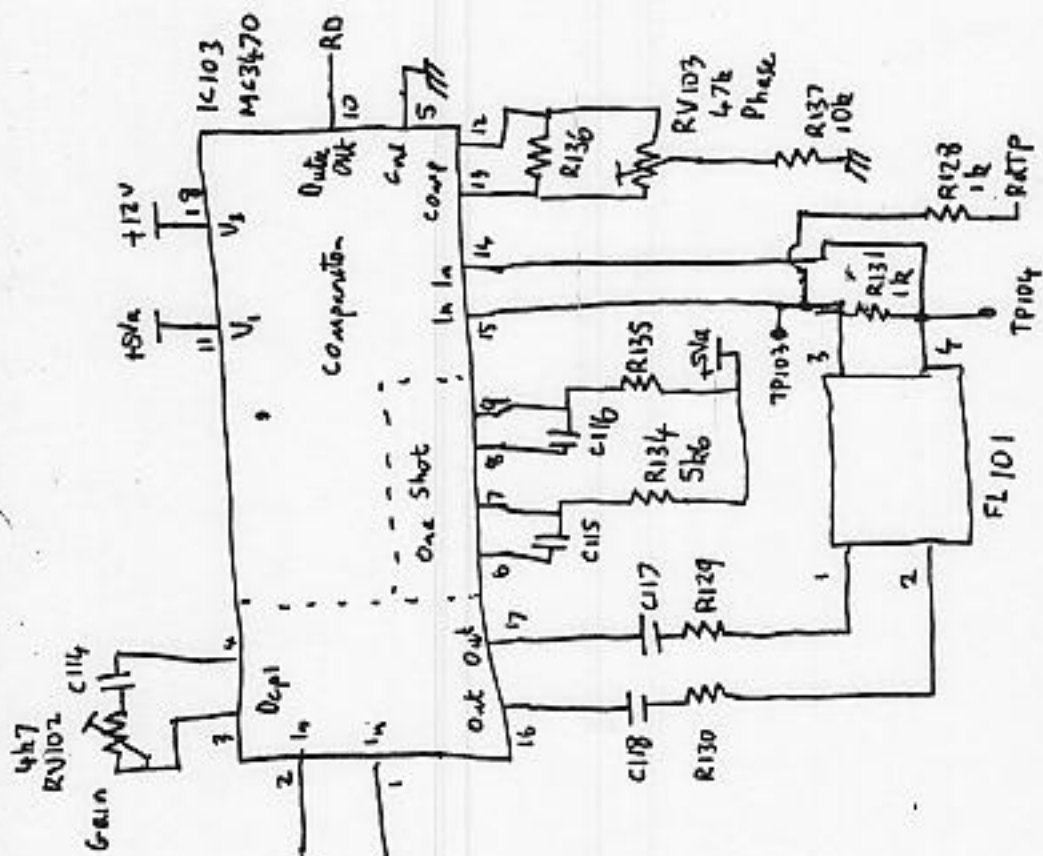 Gain
4k7
RV102
C114
+5Va
+12V
IC103
MC3470
3
4
11
18
Dcpl
V1
V2
2
In
In
1
Comparitor
Data
Out
10
RD
Gnd
5
One Shot
Comp
Out
Out
In
In
16
17
6
7
8
9
15
14
13
12
C115
C116
R134
5k6
R135
+5Va
R136
RV103
47k
Phase
R137
10k
C118
C117
R130
R129
1
2
FL101
3
4
TP103
R131
1k
TP104
R128
1k